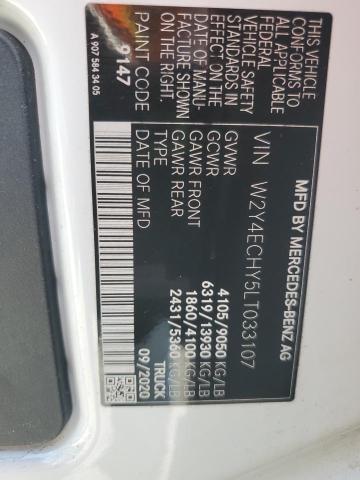 MFD BY MERCEDES-BENZ AG
VIN W2Y4ECHY5LT033107
GVWR 4105/9050 KG/LB
GCWR 6319/13930 KG/LB
GAWR FRONT 1860/4100 KG/LB
GAWR REAR 2431/5360 KG/LB
TYPE TRUCK
DATE OF MFD. 09/2020
THIS VEHICLE
CONFORMS TO
ALL APPLICABLE
FEDERAL
SAFETY
STANDARDS IN
EFFECT ON THE
DATE OF MANU-
FACTURE SHOWN
ON THE RIGHT.
PAINT CODE
9147
A 907 584 34 05